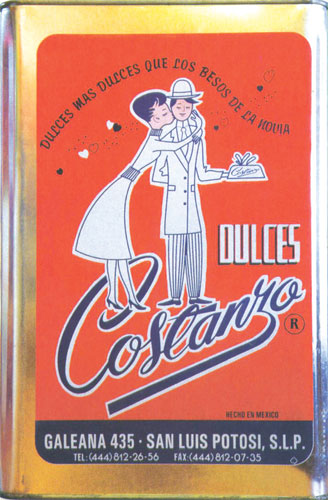 DULCES MAS DULCES QUE LOS BESOS DE LA NOVIA
Costanzo
DULCES
Costanzo
R
HECHO EN MEXICO
GALEANA 435 · SAN LUIS POTOSI, S.L.P.
TEL:(444) 812-26-56 FAX:(444) 812-07-35